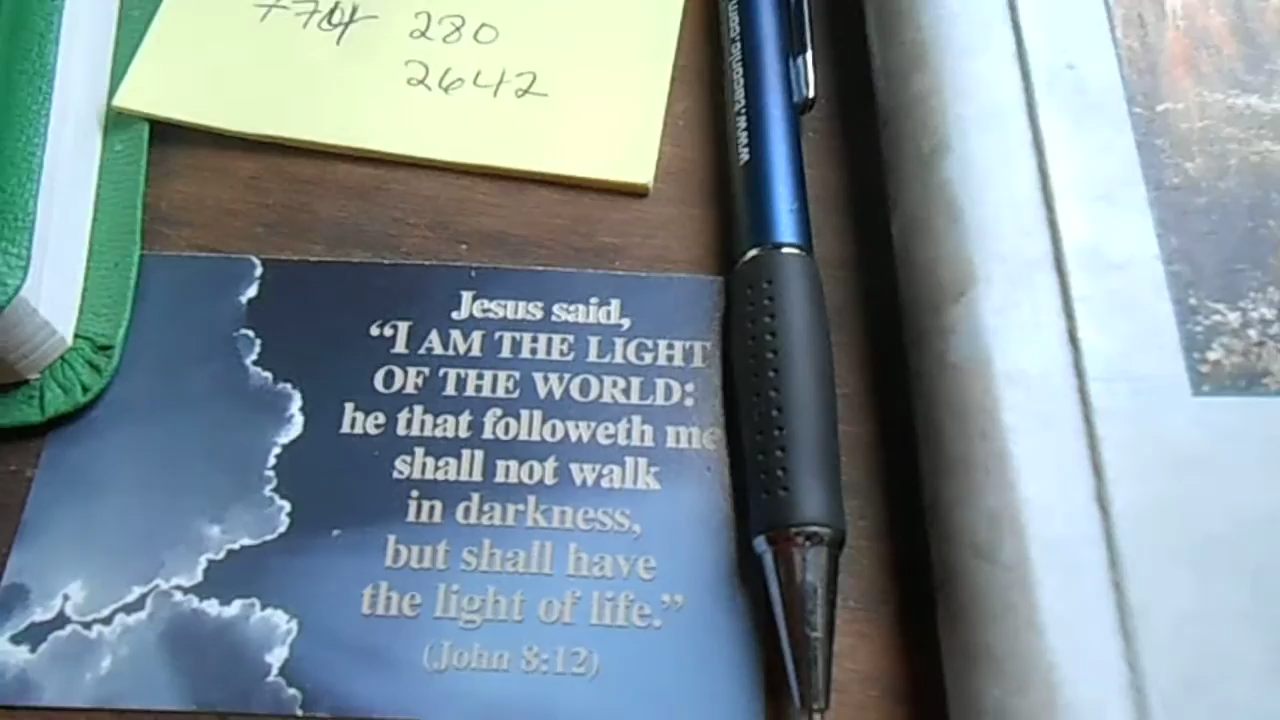 280
2642
Jesus said,
“I AM THE LIGHT
OF THE WORLD:
he that followeth me
shall not walk
in darkness,
but shall have
the light of life.”
(John 8:12)